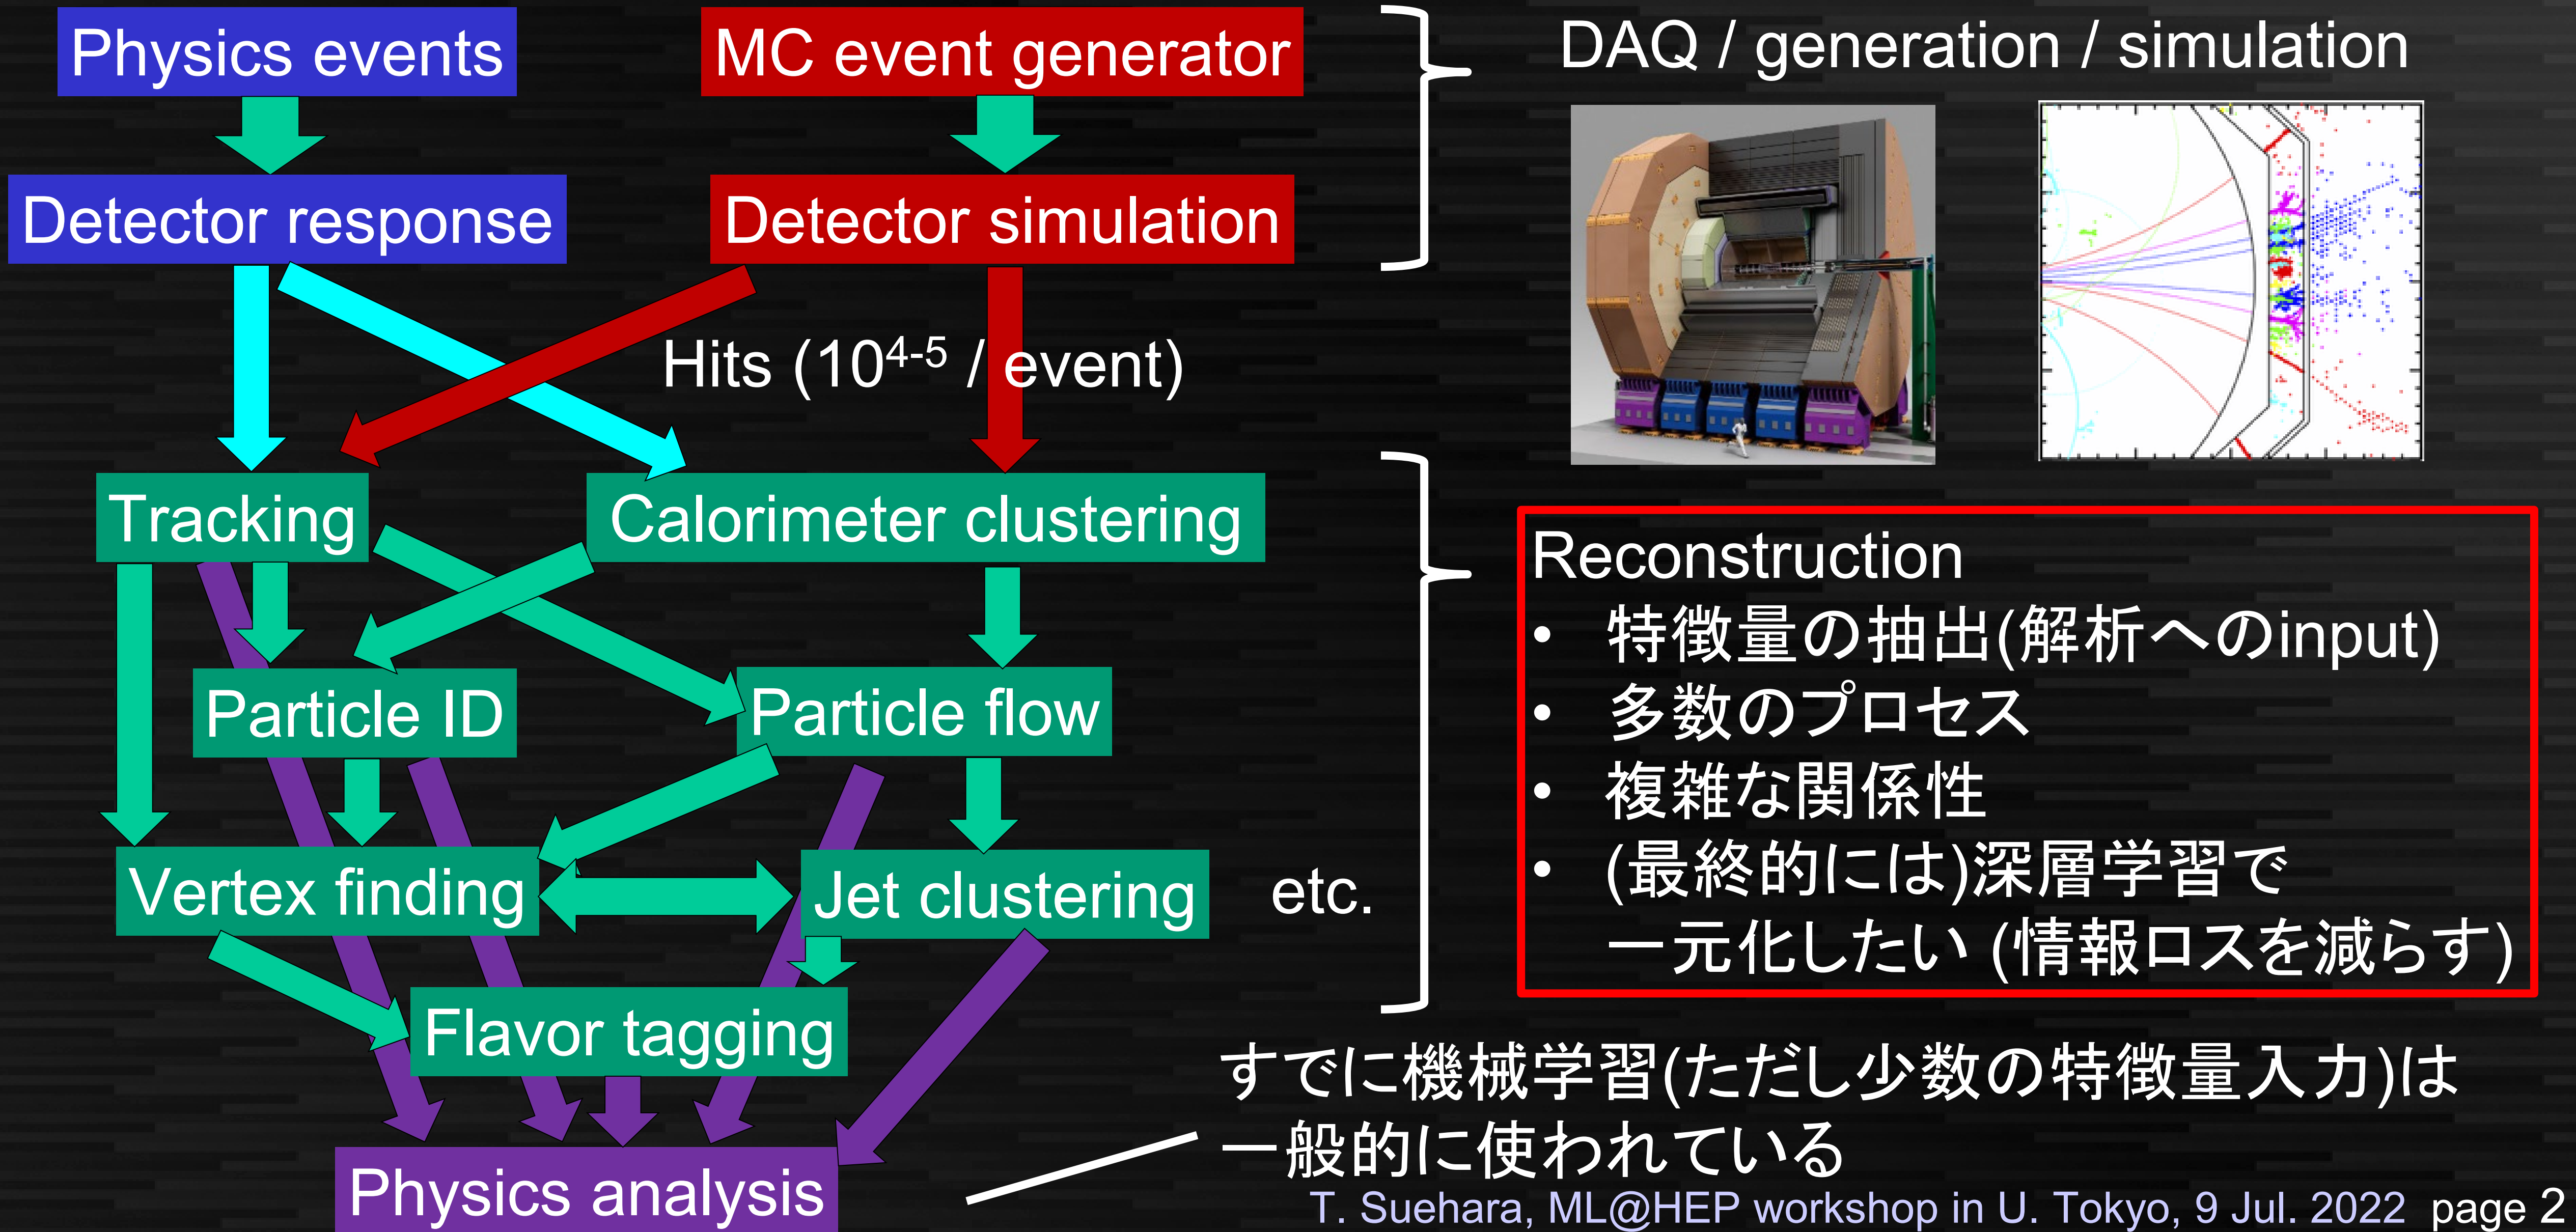 Physics events
MC event generator
DAQ / generation / simulation
Detector response
Detector simulation
Hits (10⁴⁻⁵ / event)
Tracking
Calorimeter clustering
Particle ID
Particle flow
Vertex finding
Jet clustering
etc.
Flavor tagging
Physics analysis
Reconstruction
• 特徴量の抽出(解析へのinput)
• 多数のプロセス
• 複雑な関係性
• (最終的には)深層学習で
一元化したい (情報ロスを減らす)
すでに機械学習(ただし少数の特徴量入力)は
一般的に使われている
T. Suehara, ML@HEP workshop in U. Tokyo, 9 Jul. 2022 page 2